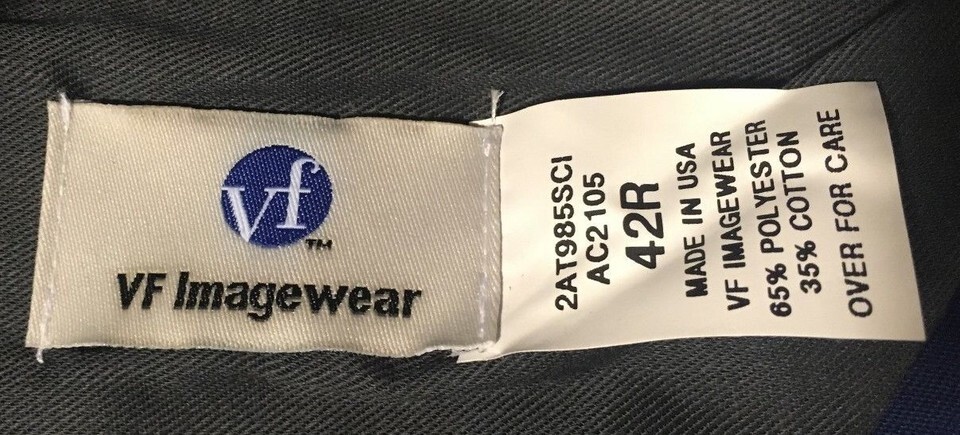 vf
TM
VF Imagewear
2AT985SCI
AC2105
42R
MADE IN USA
VF IMAGEWEAR
65% POLYESTER
35% COTTON
OVER FOR CARE